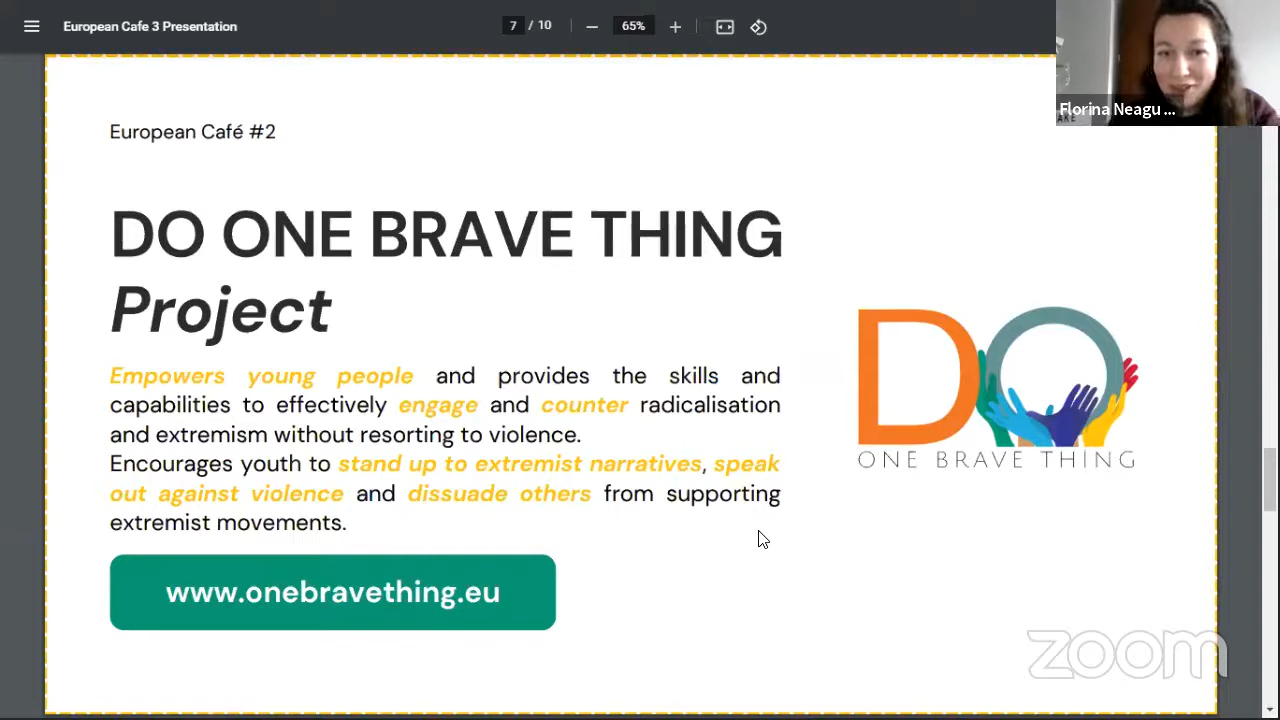 European Cafe 3 Presentation
7 / 10
65%
Florina Neagu ...
European Café #2
DO ONE BRAVE THING
Project
Empowers young people and provides the skills and
capabilities to effectively engage and counter radicalisation
and extremism without resorting to violence.
Encourages youth to stand up to extremist narratives, speak
out against violence and dissuade others from supporting
extremist movements.
www.onebravething.eu
DO
ONE BRAVE THING
zoom